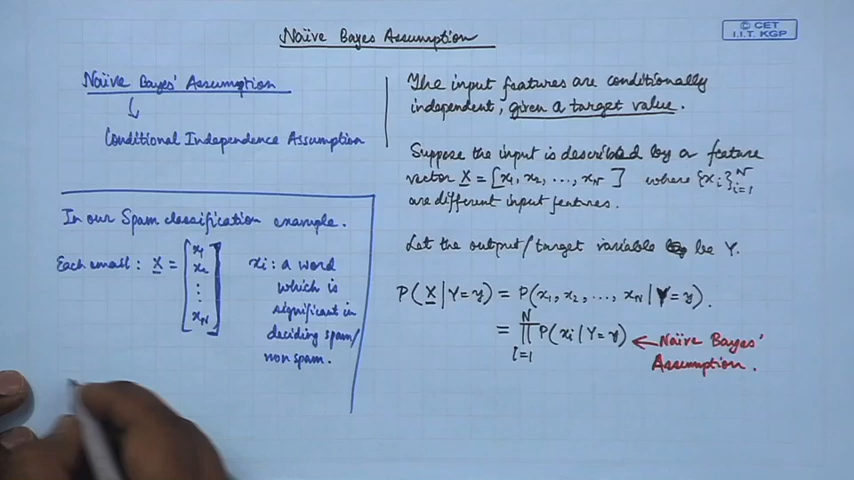 Naïve Bayes Assumption
© CET
I.I.T. KGP
Naïve Bayes' Assumption
Conditional Independence Assumption
In our Spam classification example.
Each email: X = [x1 x2 ⋮ xN]
xi : a word
which is
significant in
deciding spam/
non spam.
The input features are conditionally
independent, given a target value.
Suppose the input is described by a feature
vector X = [x1, x2, ..., xN] where {xi}_{i=1}^{N}
are different input features.
Let the output/target variable be Y.
P(X|Y=y) = P(x1, x2, ..., xN|Y=y).
= ∏_{i=1}^{N} P(xi|Y=y) ← Naïve Bayes'
Assumption.